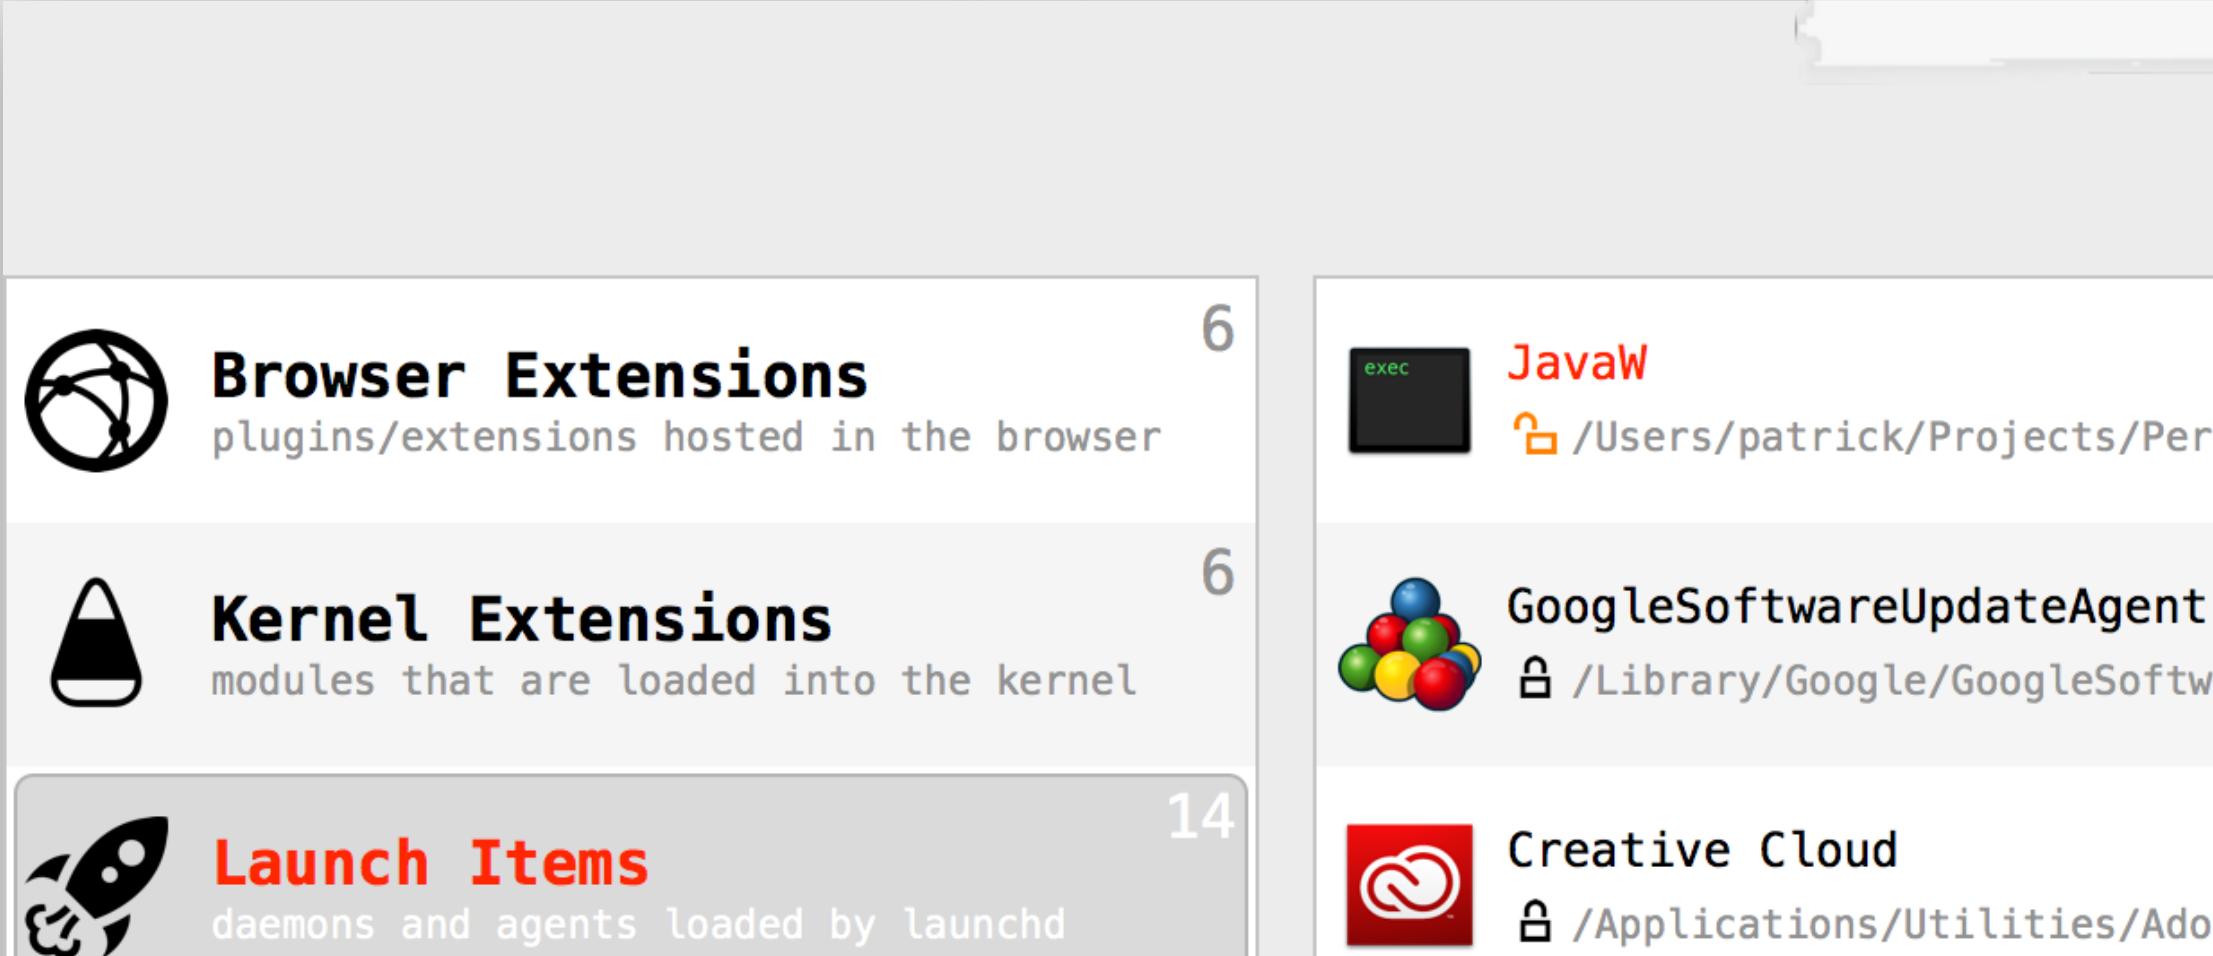 6
Browser Extensions
plugins/extensions hosted in the browser
6
Kernel Extensions
modules that are loaded into the kernel
14
Launch Items
daemons and agents loaded by launchd
exec
JavaW
/Users/patrick/Projects/Per
GoogleSoftwareUpdateAgent
/Library/Google/GoogleSoftw
Creative Cloud
/Applications/Utilities/Ado